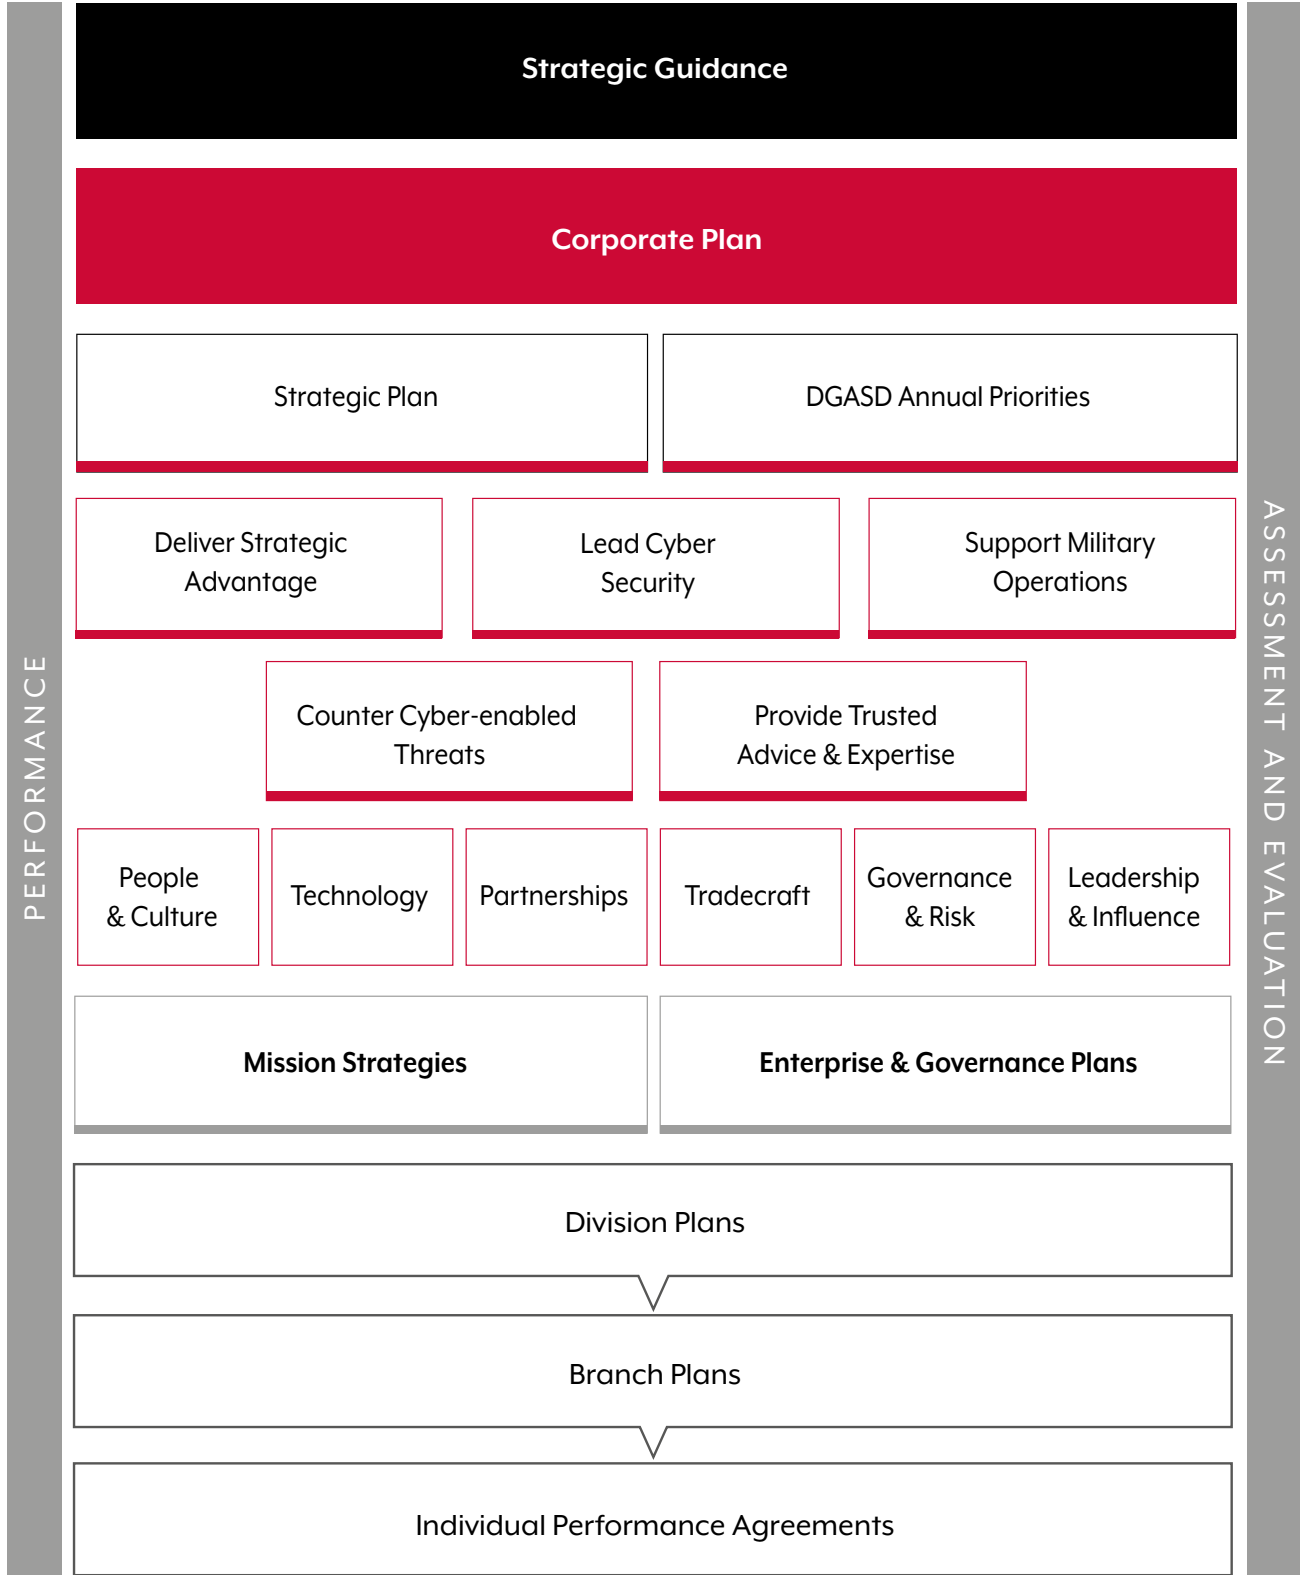 Strategic Guidance
Corporate Plan
Strategic Plan
DGASD Annual Priorities
Deliver Strategic
Advantage
Lead Cyber
Security
Support Military
Operations
Counter Cyber-enabled
Threats
Provide Trusted
Advice & Expertise
People
& Culture
Technology
Partnerships
Tradecraft
Governance
& Risk
Leadership
& Influence
Mission Strategies
Enterprise & Governance Plans
Division Plans
Branch Plans
Individual Performance Agreements
PERFORMANCE
ASSESSMENT AND EVALUATION